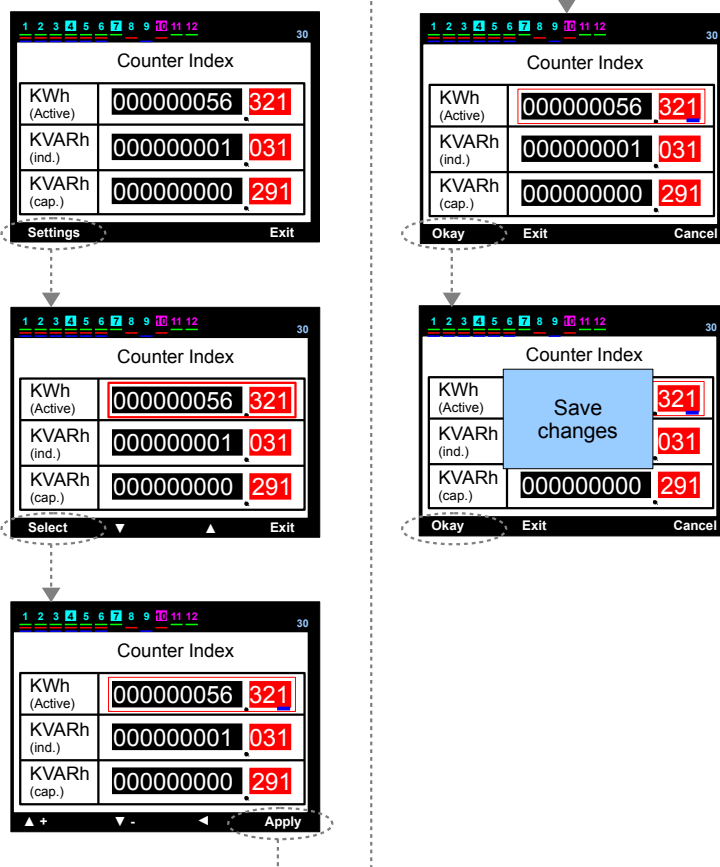 1 2 3 4 5 6 7 8 9 10 11 12
30
Counter Index
KWh
(Active)
000000056.321
KVARh
(ind.)
000000001.031
KVARh
(cap.)
000000000.291
Settings Exit
1 2 3 4 5 6 7 8 9 10 11 12
30
Counter Index
KWh
(Active)
000000056.321
KVARh
(ind.)
000000001.031
KVARh
(cap.)
000000000.291
Select ▼ ▲ Exit
1 2 3 4 5 6 7 8 9 10 11 12
30
Counter Index
KWh
(Active)
000000056.321
KVARh
(ind.)
000000001.031
KVARh
(cap.)
000000000.291
▲ + ▼ - ◄ Apply
1 2 3 4 5 6 7 8 9 10 11 12
30
Counter Index
KWh
(Active)
000000056.321
KVARh
(ind.)
000000001.031
KVARh
(cap.)
000000000.291
Okay Exit Cancel
1 2 3 4 5 6 7 8 9 10 11 12
30
Counter Index
KWh
(Active)
.321
Save
changes
KVARh
(ind.)
.031
KVARh
(cap.)
000000000.291
Okay Exit Cancel